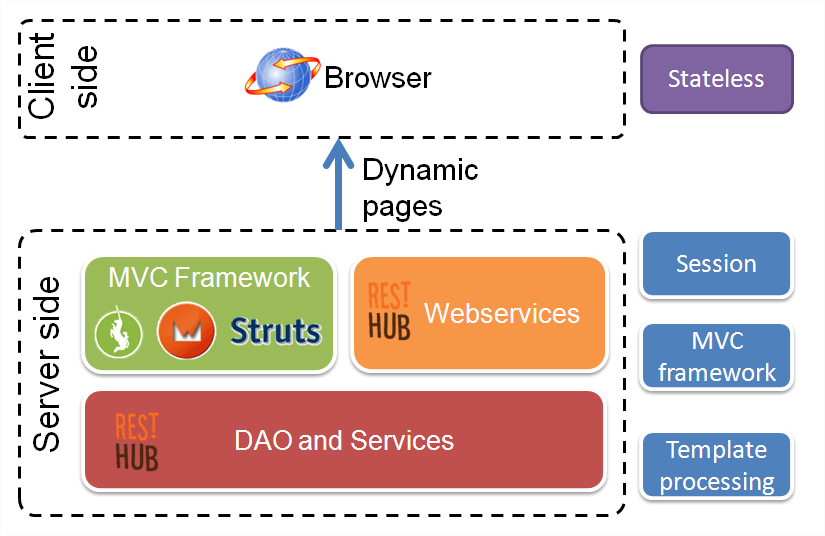 Client
side
Browser
Stateless
Dynamic
pages
Server side
MVC Framework
Struts
REST
HUB
Webservices
REST
HUB
DAO and Services
Session
MVC
framework
Template
processing